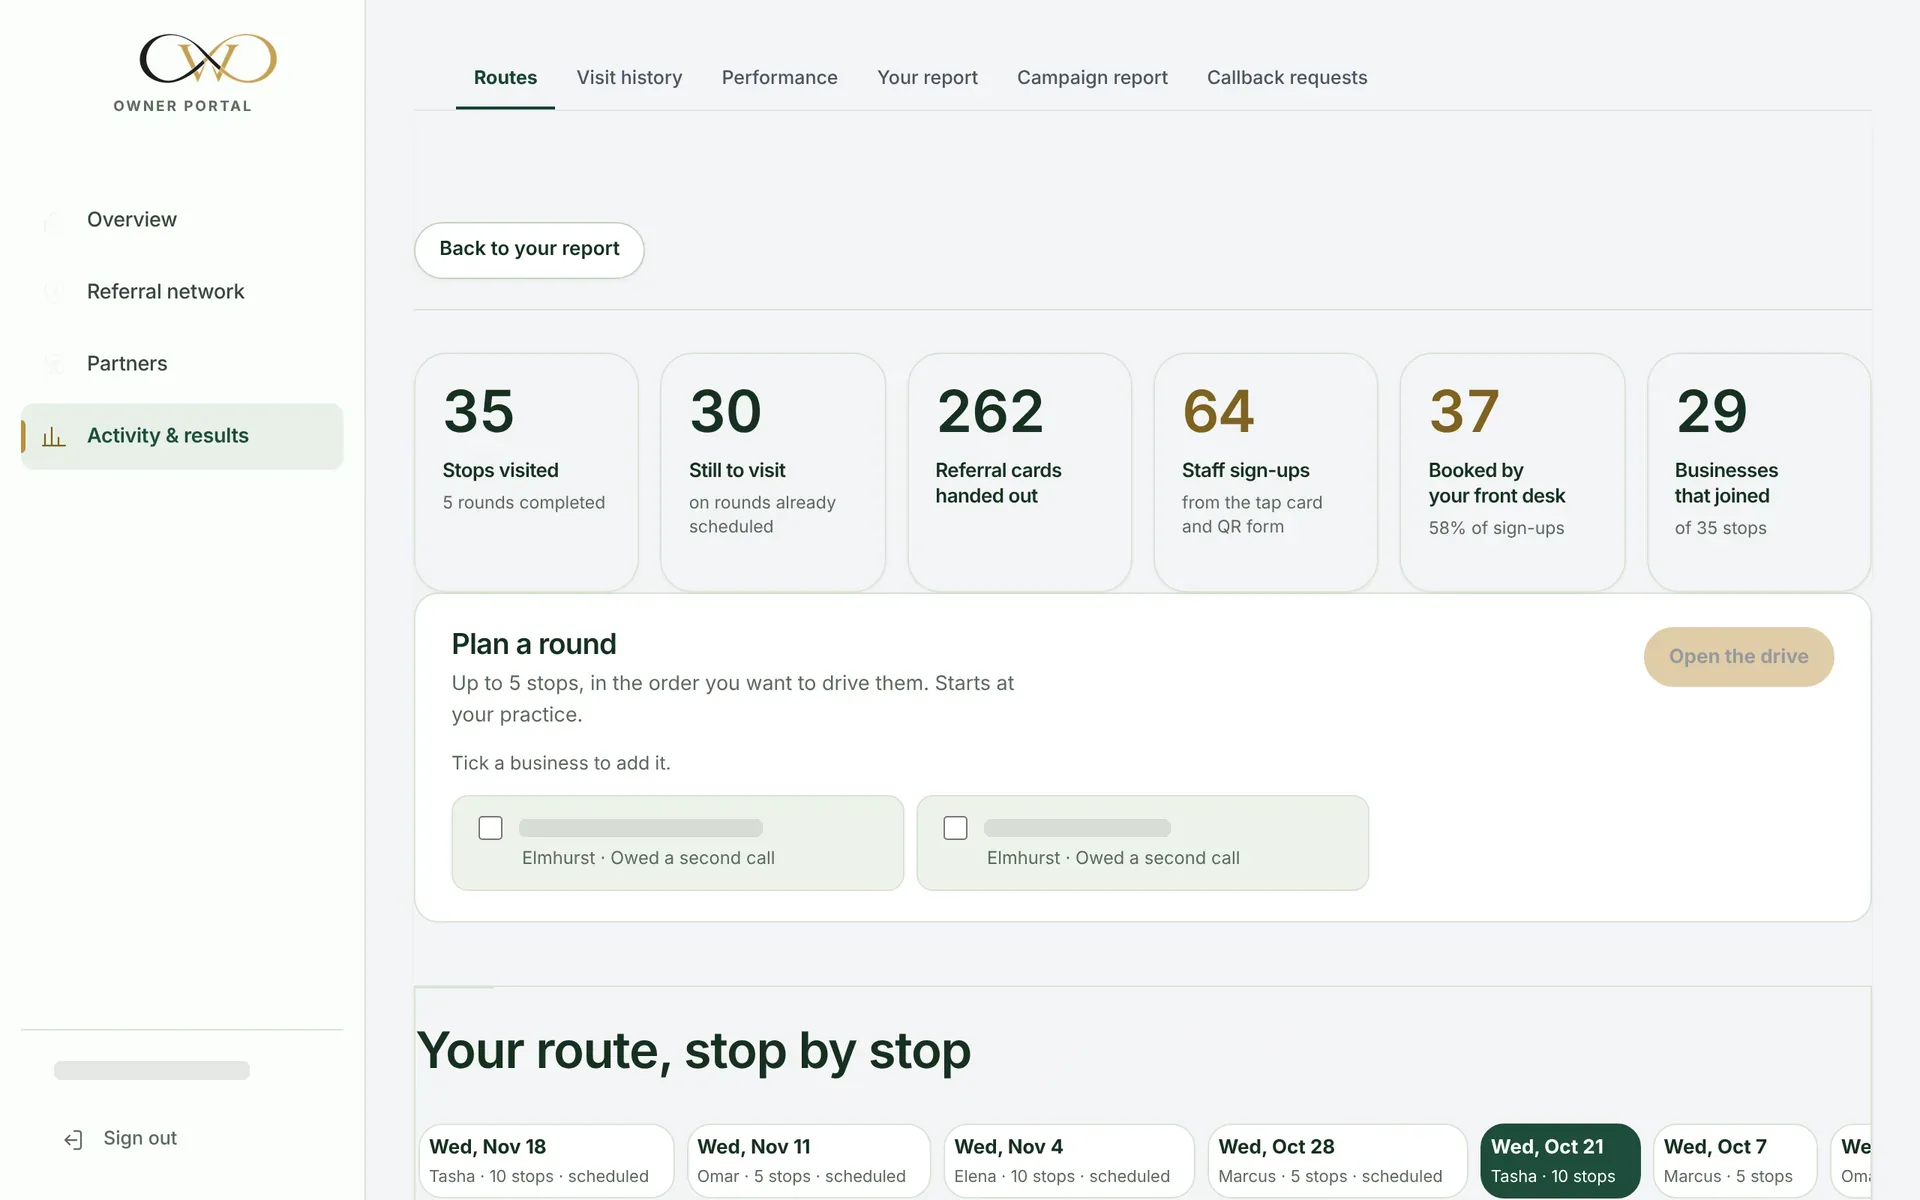 OWNER PORTAL
Overview
Referral network
Partners
Activity & results
Sign out
Routes
Visit history
Performance
Your report
Campaign report
Callback requests
Back to your report
35
Stops visited
5 rounds completed
30
Still to visit
on rounds already
scheduled
262
Referral cards
handed out
64
Staff sign-ups
from the tap card
and QR form
37
Booked by
your front desk
58% of sign-ups
29
Businesses
that joined
of 35 stops
Plan a round
Up to 5 stops, in the order you want to drive them. Starts at
your practice.
Open the drive
Tick a business to add it.
Elmhurst · Owed a second call
Elmhurst · Owed a second call
Your route, stop by stop
Wed, Nov 18
Tasha · 10 stops · scheduled
Wed, Nov 11
Omar · 5 stops · scheduled
Wed, Nov 4
Elena · 10 stops · scheduled
Wed, Oct 28
Marcus · 5 stops · scheduled
Wed, Oct 21
Tasha · 10 stops
Wed, Oct 7
Marcus · 5 stops